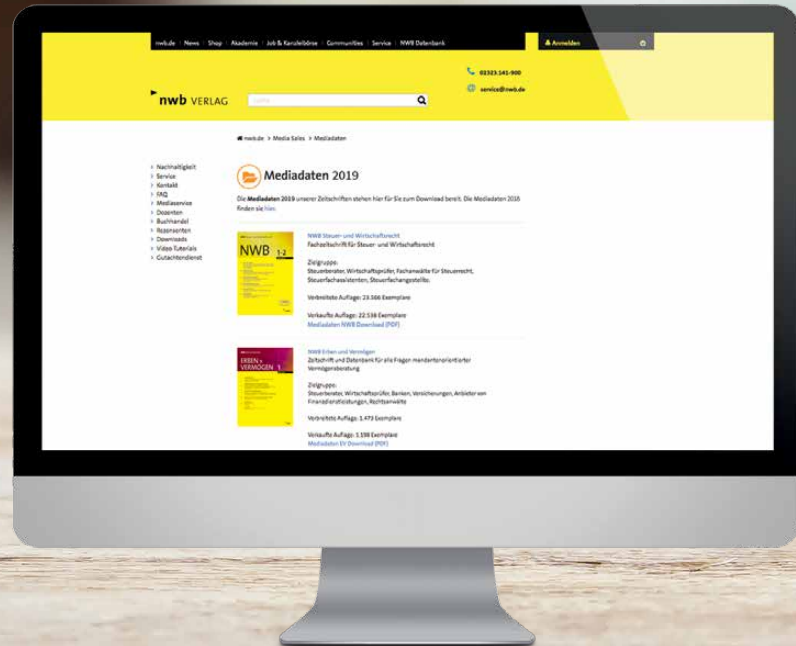 nwb.de News Shop Akademie Job & Kanzleibörse Communities Service NWB Datenbank
Anmelden
02323.141-900
service@nwb.de
nwb VERLAG
Suche
nwb.de > Media Sales > Mediadaten
Nachhaltigkeit
Service
Kontakt
FAQ
Mediaservice
Dozenten
Buchhandel
Rezensenten
Downloads
Video Tutorials
Gutachtendienst
Mediadaten 2019
Die Mediadaten 2019 unserer Zeitschriften stehen hier für Sie zum Download bereit. Die Mediadaten 2018
finden sie hier.
NWB 1-2
NWB Steuer- und Wirtschaftsrecht
Fachzeitschrift für Steuer- und Wirtschaftsrecht
Zielgruppe:
Steuerberater, Wirtschaftsprüfer, Fachanwälte für Steuerrecht,
Steuerfachassistenten, Steuerfachangestellte.
Verbreitete Auflage: 23.566 Exemplare
Verkaufte Auflage: 22.538 Exemplare
Mediadaten NWB Download (PDF)
ERBEN
VERMÖGEN 1
NWB Erben und Vermögen
Zeitschrift und Datenbank für alle Fragen mandantenorientierter
Vermögensberatung
Zielgruppe:
Steuerberater, Wirtschaftsprüfer, Banken, Versicherungen, Anbieter von
Finanzdienstleistungen, Rechtsanwälte
Verbreitete Auflage: 1.473 Exemplare
Verkaufte Auflage: 1.198 Exemplare
Mediadaten EV Download (PDF)